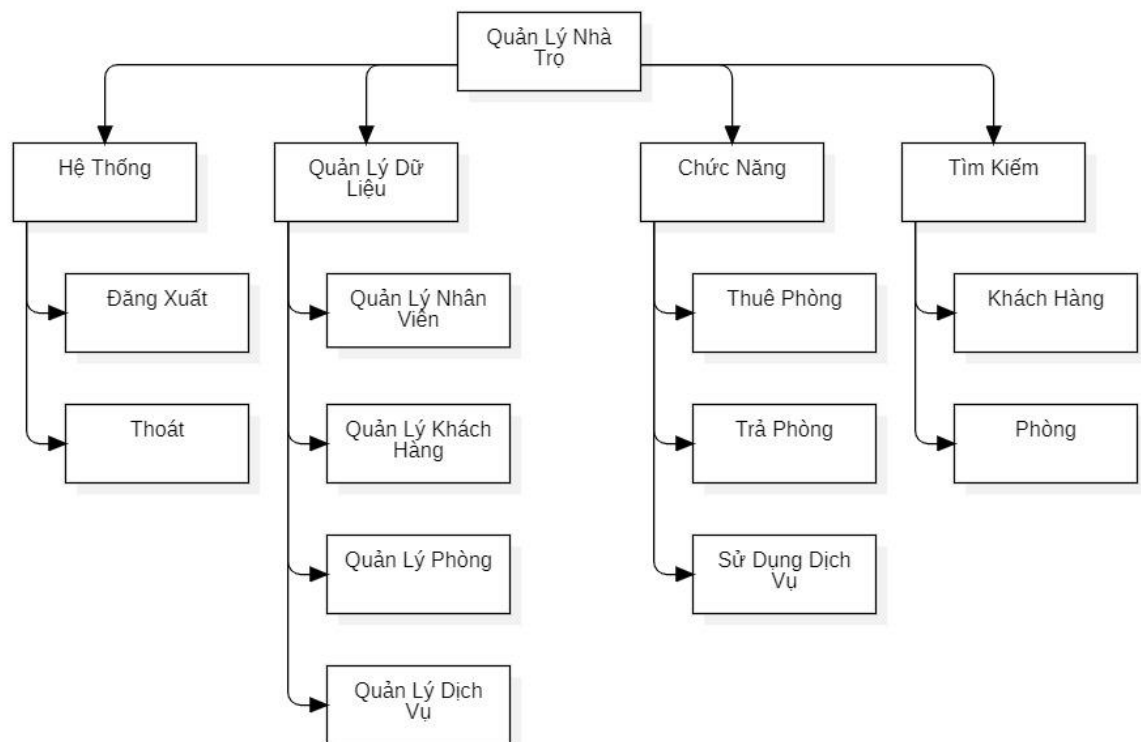 Quản Lý Nhà
Trọ
Hệ Thống
Quản Lý Dữ
Liệu
Chức Năng
Tìm Kiếm
Đăng Xuất
Quản Lý Nhân
Viên
Thuê Phòng
Khách Hàng
Thoát
Quản Lý Khách
Hàng
Trả Phòng
Phòng
Quản Lý Phòng
Sử Dụng Dịch
Vụ
Quản Lý Dịch
Vụ